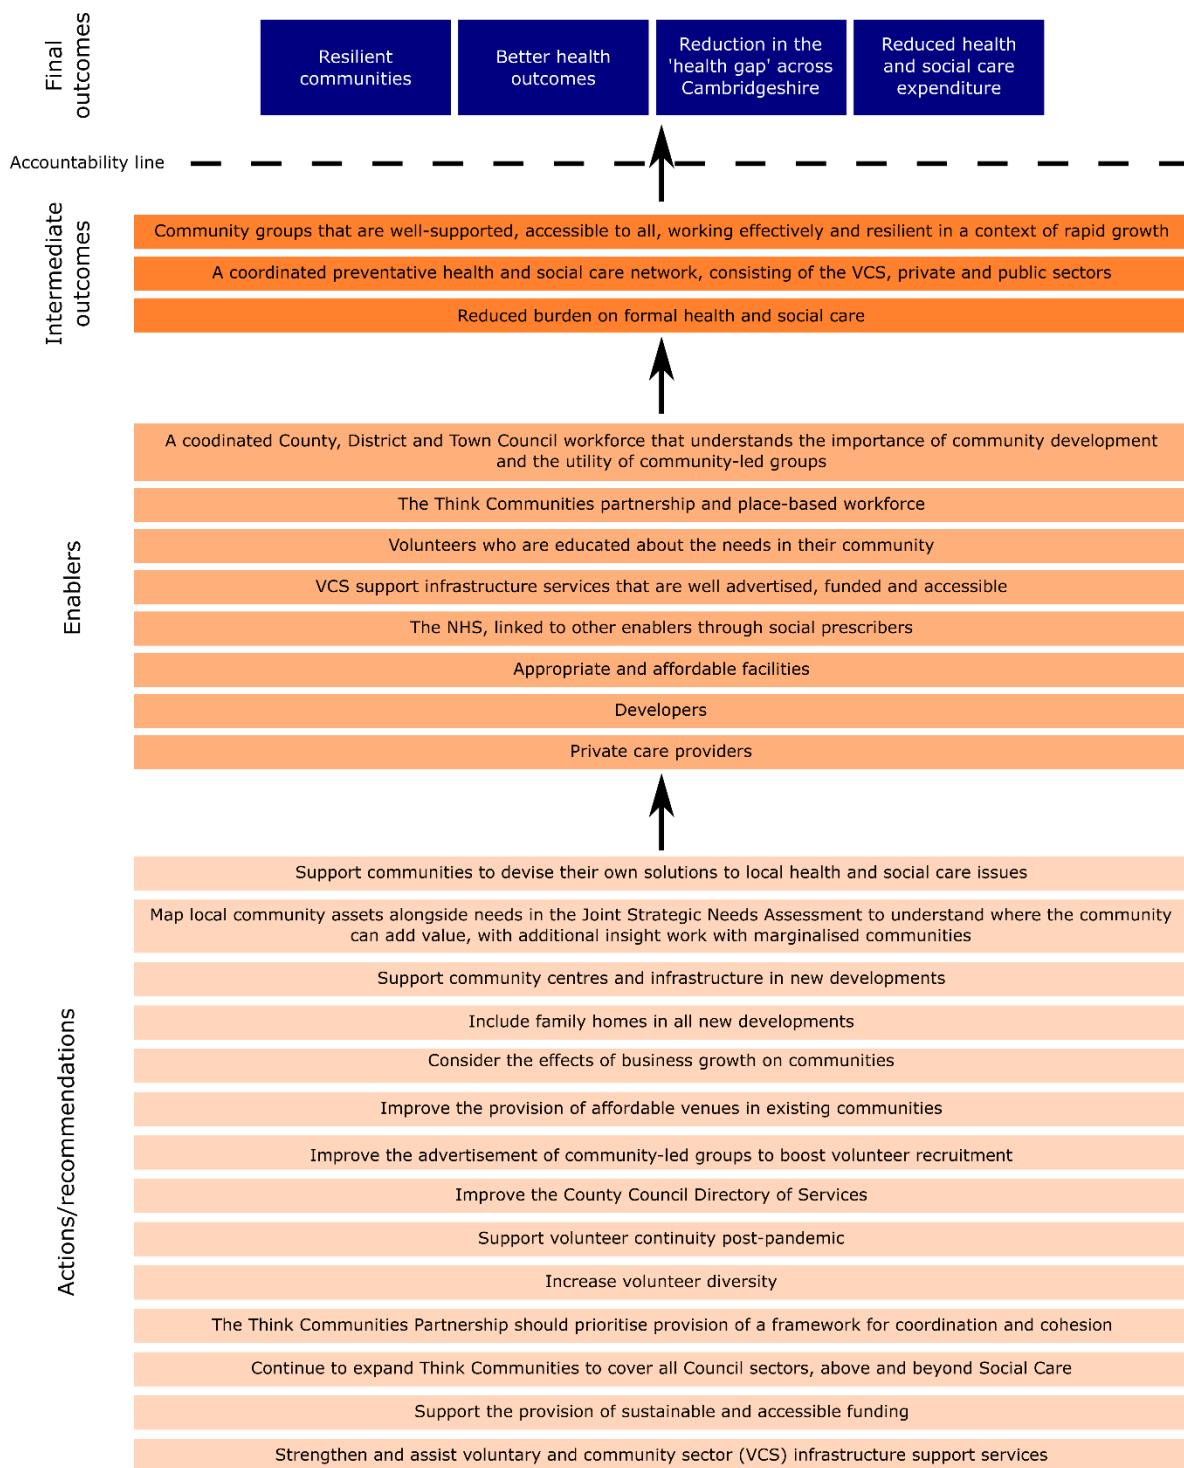 Final
outcomes
Resilient
communities
Better health
outcomes
Reduction in the
'health gap' across
Cambridgeshire
Reduced health
and social care
expenditure
Accountability line
Intermediate
outcomes
Community groups that are well-supported, accessible to all, working effectively and resilient in a context of rapid growth
A coordinated preventative health and social care network, consisting of the VCS, private and public sectors
Reduced burden on formal health and social care
Enablers
A coodinated County, District and Town Council workforce that understands the importance of community development
and the utility of community-led groups
The Think Communities partnership and place-based workforce
Volunteers who are educated about the needs in their community
VCS support infrastructure services that are well advertised, funded and accessible
The NHS, linked to other enablers through social prescribers
Appropriate and affordable facilities
Developers
Private care providers
Actions/recommendations
Support communities to devise their own solutions to local health and social care issues
Map local community assets alongside needs in the Joint Strategic Needs Assessment to understand where the community
can add value, with additional insight work with marginalised communities
Support community centres and infrastructure in new developments
Include family homes in all new developments
Consider the effects of business growth on communities
Improve the provision of affordable venues in existing communities
Improve the advertisement of community-led groups to boost volunteer recruitment
Improve the County Council Directory of Services
Support volunteer continuity post-pandemic
Increase volunteer diversity
The Think Communities Partnership should prioritise provision of a framework for coordination and cohesion
Continue to expand Think Communities to cover all Council sectors, above and beyond Social Care
Support the provision of sustainable and accessible funding
Strengthen and assist voluntary and community sector (VCS) infrastructure support services